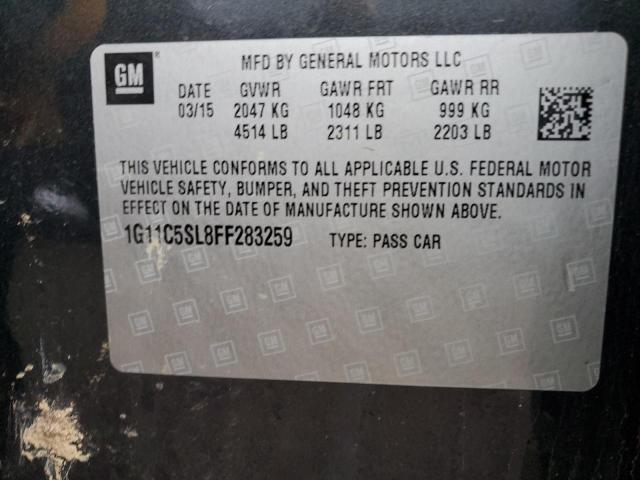 GM
MFD BY GENERAL MOTORS LLC
DATE GVWR GAWR FRT GAWR RR
03/15 2047 KG 1048 KG 999 KG
4514 LB 2311 LB 2203 LB
THIS VEHICLE CONFORMS TO ALL APPLICABLE U.S. FEDERAL MOTOR
VEHICLE SAFETY, BUMPER, AND THEFT PREVENTION STANDARDS IN
EFFECT ON THE DATE OF MANUFACTURE SHOWN ABOVE.
1G11C5SL8FF283259 TYPE: PASS CAR